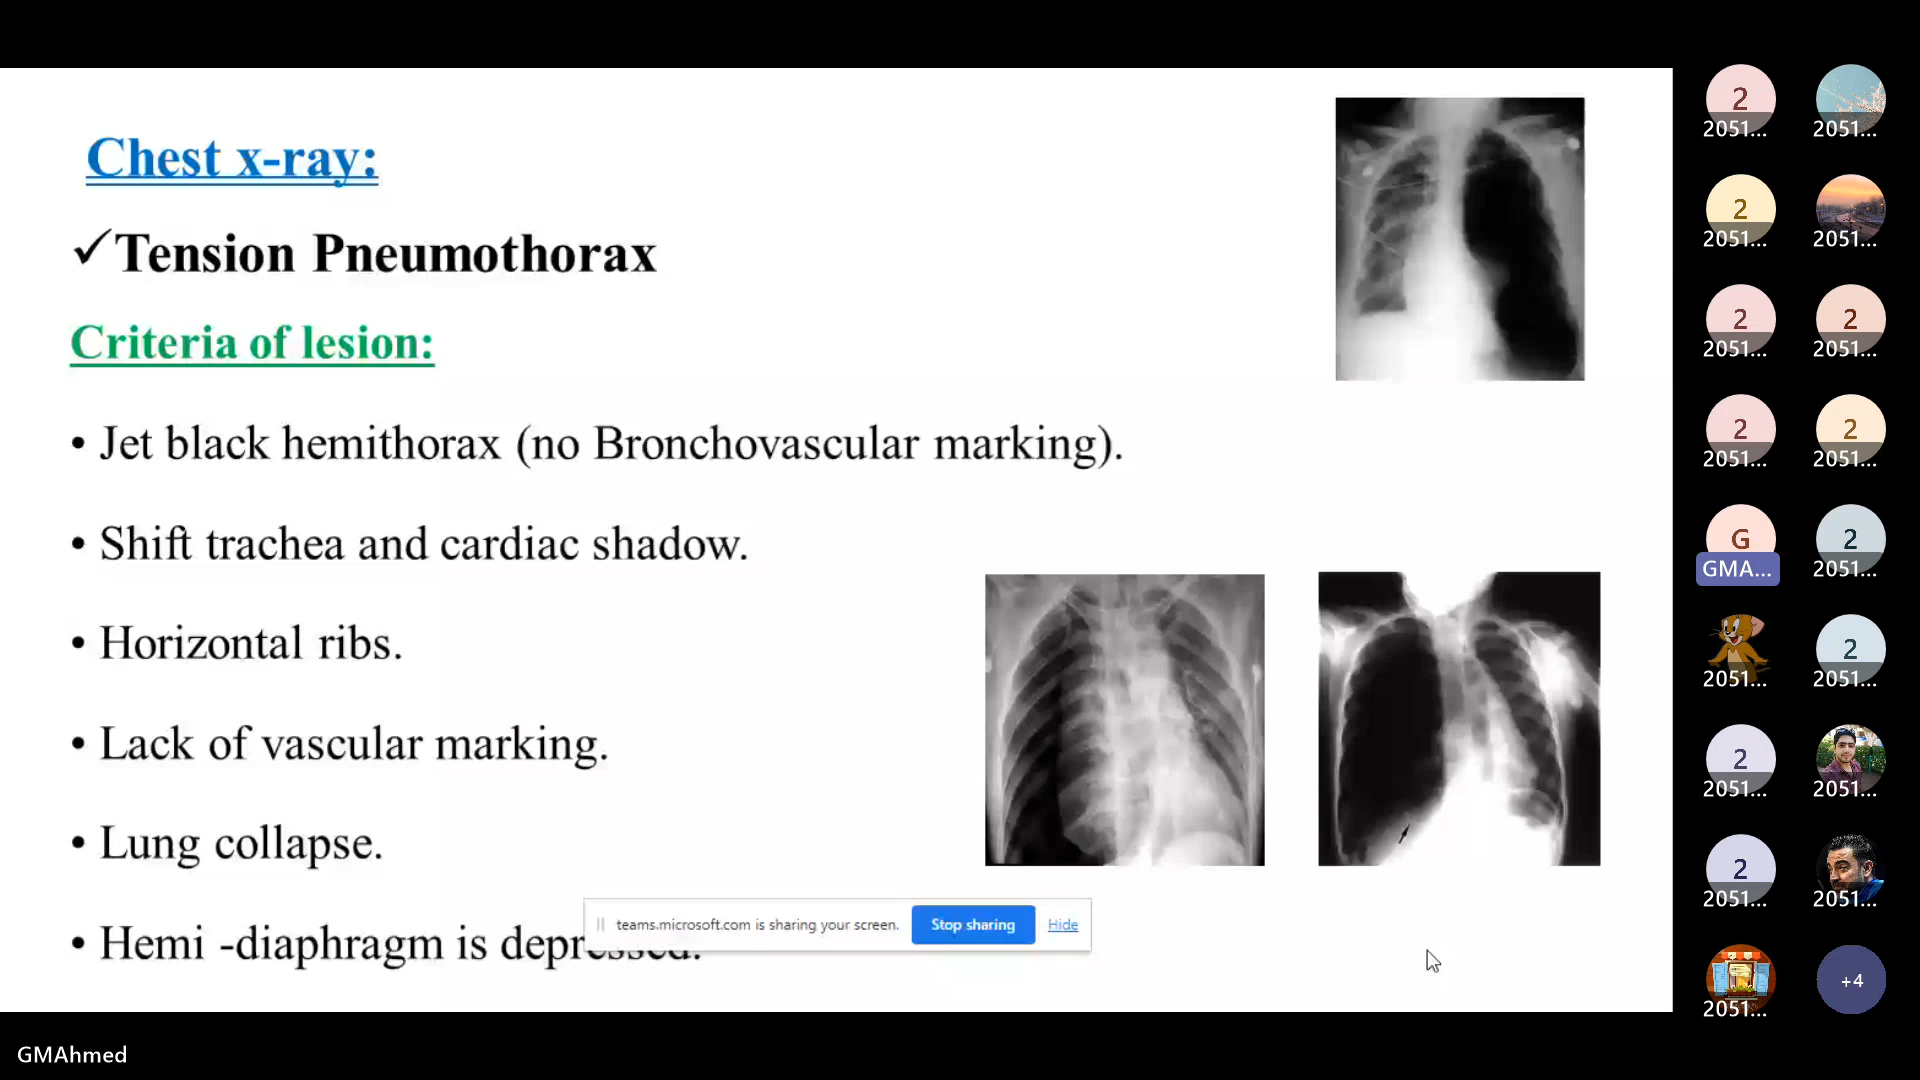 Chest x-ray:
✓Tension Pneumothorax
Criteria of lesion:
• Jet black hemithorax (no Bronchovascular marking).
• Shift trachea and cardiac shadow.
• Horizontal ribs.
• Lack of vascular marking.
• Lung collapse.
• Hemi -diaphragm is depressed.
teams.microsoft.com is sharing your screen. Stop sharing Hide
2 2051... 2051...
2 2051... 2051...
2 2051... 2 2051...
2 2051... 2 2051...
G GMA... 2 2051...
2051... 2 2051...
2 2051... 2051...
2 2051... 2051...
2051... +4
GMAhmed